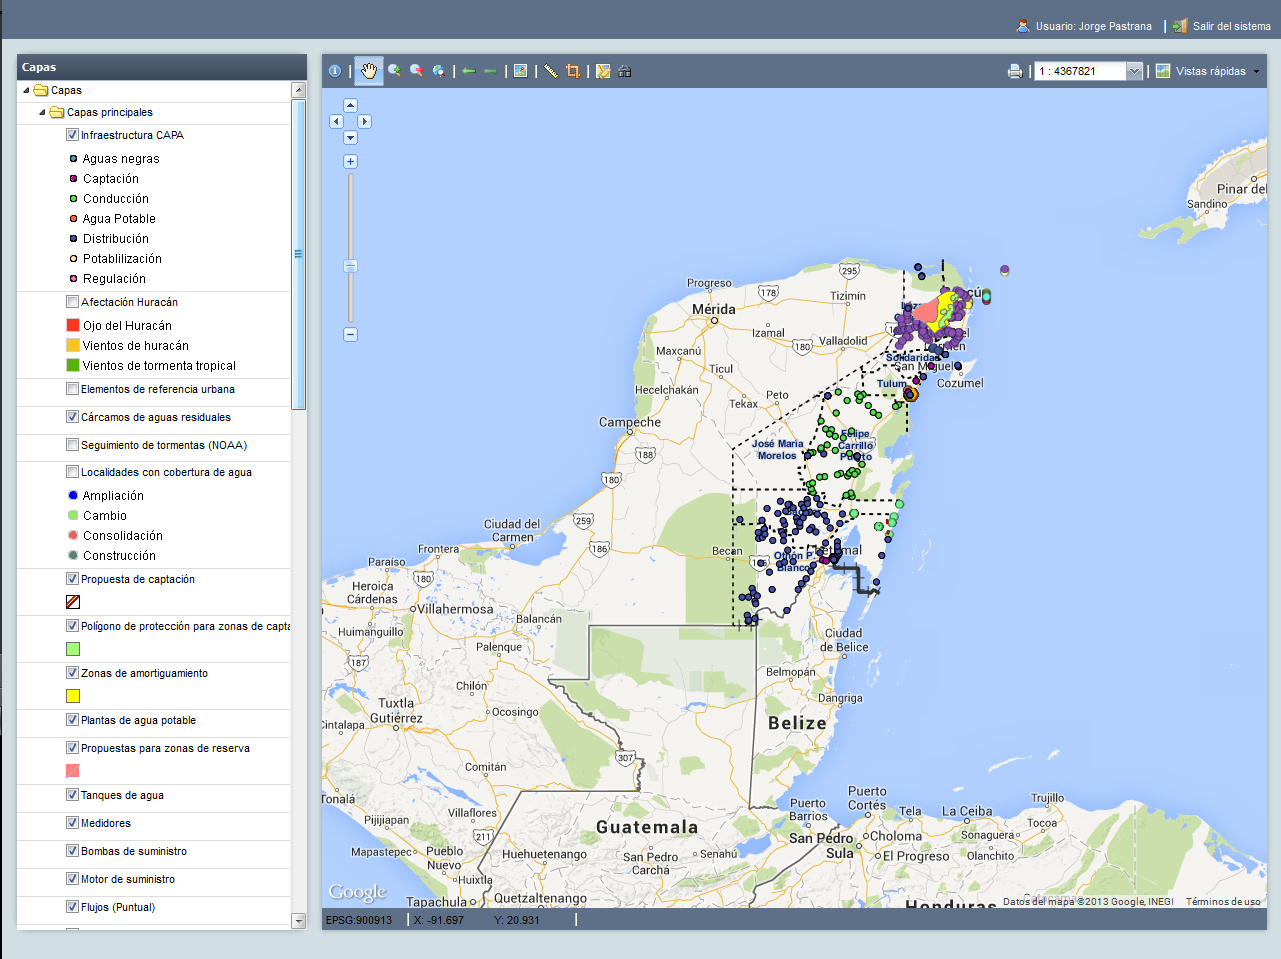 Usuario: Jorge Pastrana
Salir del sistema
Capas
Capas
Capas principales
Infraestructura CAPA
Aguas negras
Captación
Conducción
Agua Potable
Distribución
Potablilización
Regulación
Afectación Huracán
Ojo del Huracán
Vientos de huracán
Vientos de tormenta tropical
Elementos de referencia urbana
Cárcamos de aguas residuales
Seguimiento de tormentas (NOAA)
Localidades con cobertura de agua
Ampliación
Cambio
Consolidación
Construcción
Propuesta de captación
Polígono de protección para zonas de capta
Zonas de amortiguamiento
Plantas de agua potable
Propuestas para zonas de reserva
Tanques de agua
Medidores
Bombas de suministro
Motor de suministro
Flujos (Puntual)
1 : 4367821
Vistas rápidas
Pinar del
Sandino
295
Progreso
178
Tizimín
Mérida
Izamal
180
Valladolid
Maxcanú
Solidaridad
San Miguel
Cozumel
Ticul
Tulum
Hecelchakán
Peto
Tekax
Campeche
José María
Morelos
Felipe
Carrillo
Puerto
188
180
259
Ciudad del
Carmen
186
Frontera
Becan
Othón P
Blanco
Paraíso
180
Heroica
Cárdenas
Villahermosa
Balancán
Huimanguillo
Ciudad
de Belice
187
Palenque
Belmopán
Chilón
Dangriga
Tuxtla
Gutiérrez
Ocosingo
Cintalapa
Belize
307
Comitán
Tonalá
Puerto
Barrios
Puerto
Cortés
Tela
La Ceiba
Trujillo
Tocoa
Villaflores
Pijijiapan
211
Guatemala
San Pedro
Sula
Choloma
Sonaguera
Mapastepec
Pueblo
Nuevo
Huehuetenango
San Pedro
Carchá
Senahú
El Progreso
Olanchito
Huixtla
Tapachula
Quetzaltenango
Honduras
Google
Datos del mapa ©2013 Google, INEGI
Términos de uso
EPSG:900913
X: -91.697
Y: 20.931